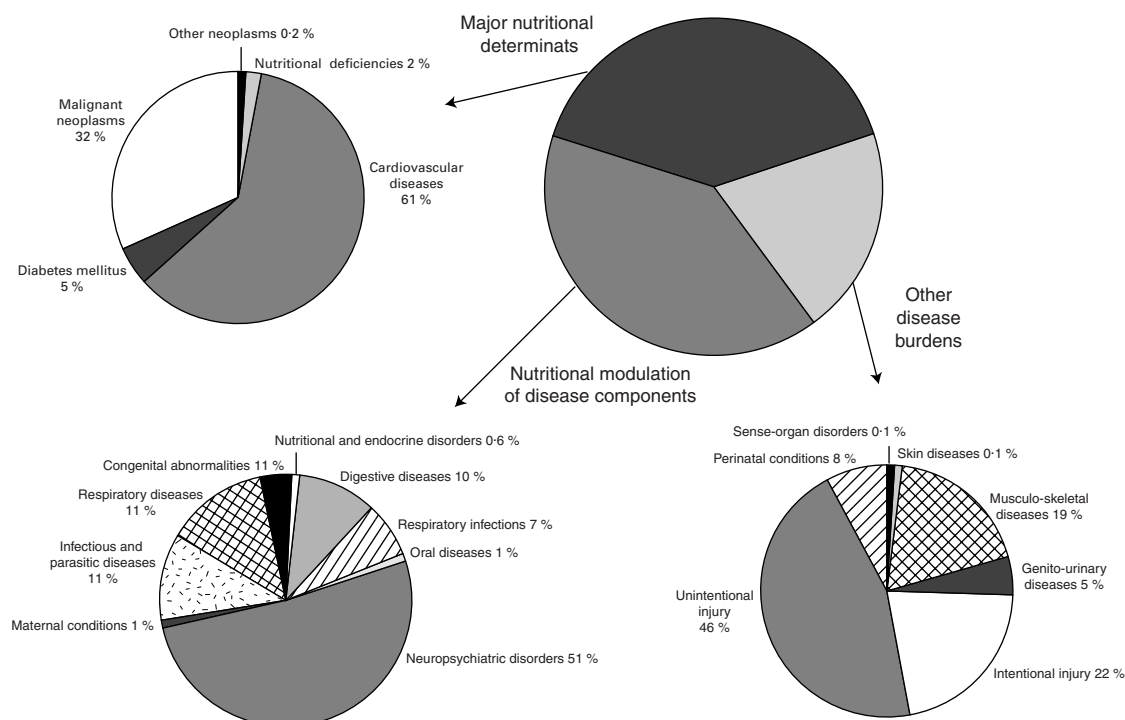 Other neoplasms 0·2 %
Nutritional deficiencies 2 %
Malignant
neoplasms
32 %
Cardiovascular
diseases
61 %
Diabetes mellitus
5 %
Major nutritional
determinats
Other
disease
burdens
Nutritional modulation
of disease components
Nutritional and endocrine disorders 0·6 %
Congenital abnormalities 11 %
Digestive diseases 10 %
Respiratory diseases
11 %
Respiratory infections 7 %
Oral diseases 1 %
Infectious and
parasitic diseases
11 %
Maternal conditions 1 %
Neuropsychiatric disorders 51 %
Sense-organ disorders 0·1 %
Perinatal conditions 8 %
Skin diseases 0·1 %
Musculo-skeletal
diseases 19 %
Genito-urinary
diseases 5 %
Unintentional
injury
46 %
Intentional injury 22 %